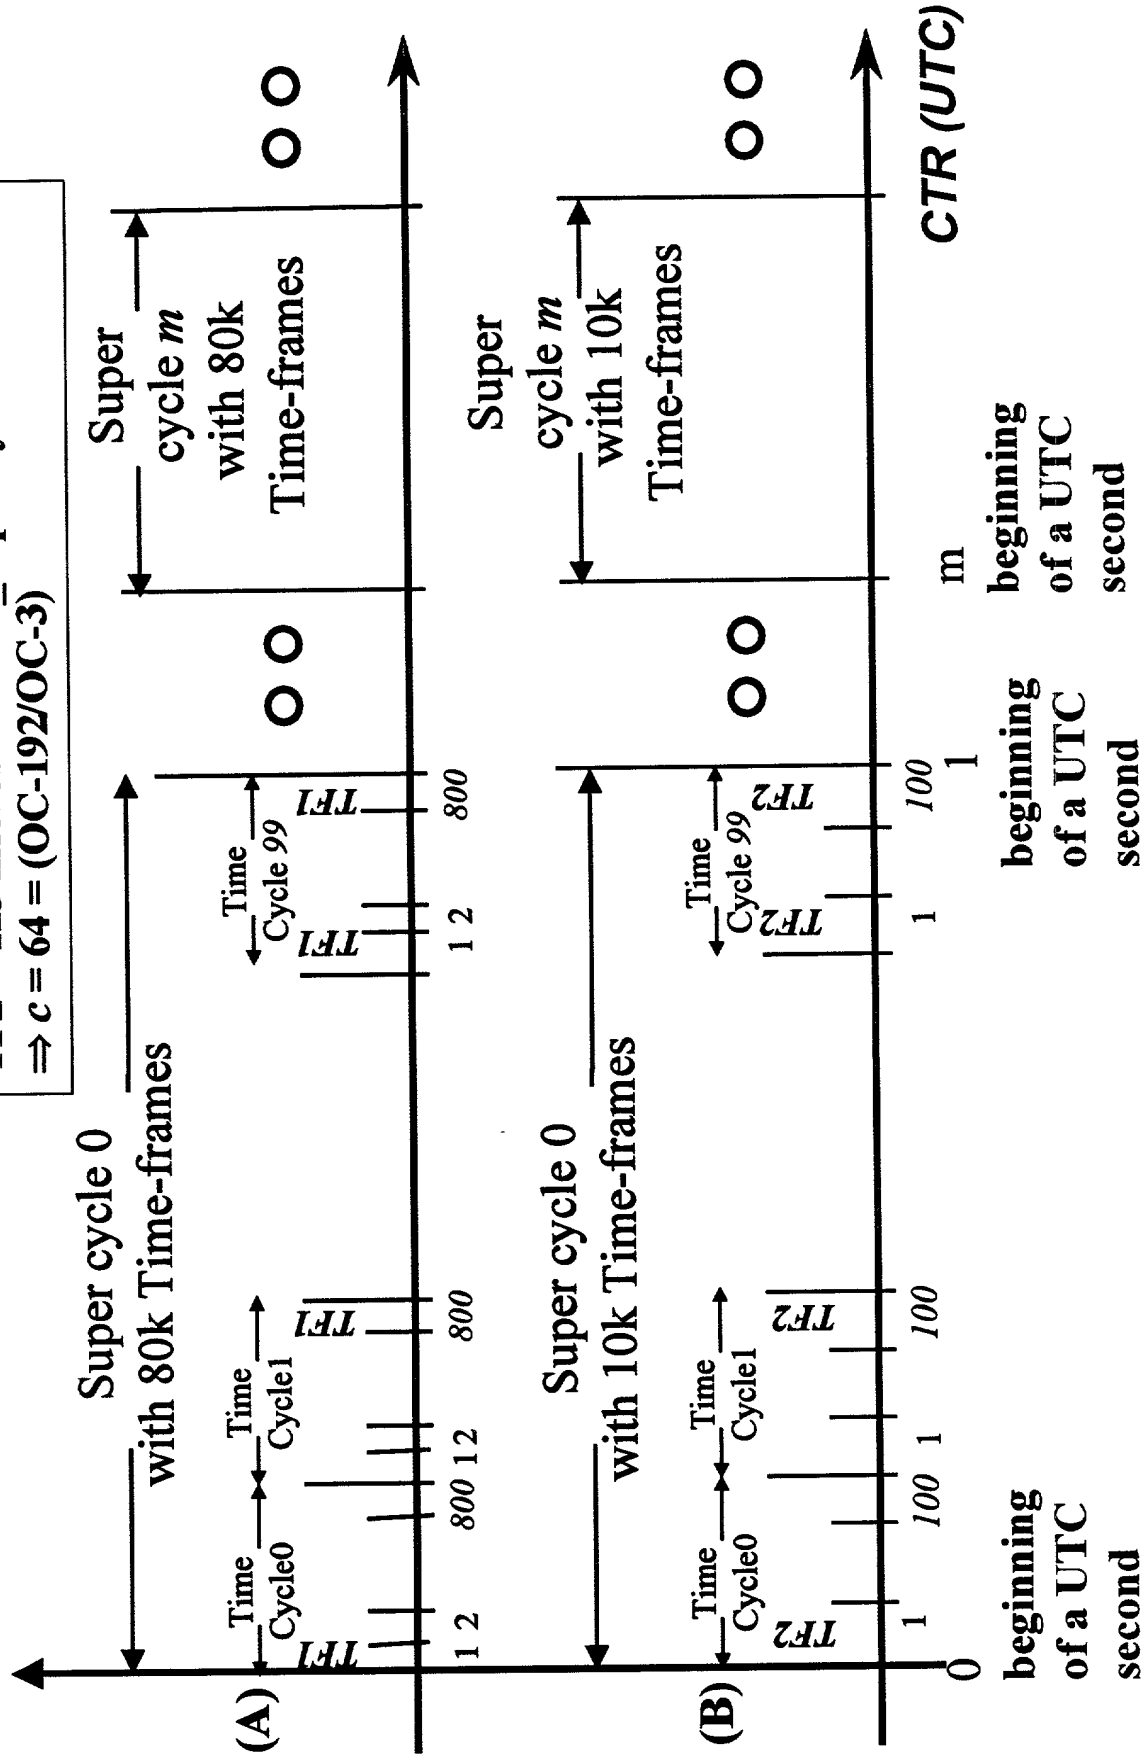 ⇒ c = 64 = (OC-192/OC-3)
Super cycle 0
with 80k Time-frames
Super
cycle m
with 80k
Time-frames
(A)
Time
Cycle0
Time
Cycle1
Time
Cycle 99
TF1
TF1
TF1
TF1
1 2
800
1 2
800
1 2
800
Super cycle 0
with 10k Time-frames
Super
cycle m
with 10k
Time-frames
(B)
Time
Cycle0
Time
Cycle1
Time
Cycle 99
TF2
TF2
TF2
TF2
1
100
1
100
1
100
0
1
m
CTR (UTC)
beginning
of a UTC
second
beginning
of a UTC
second
beginning
of a UTC
second